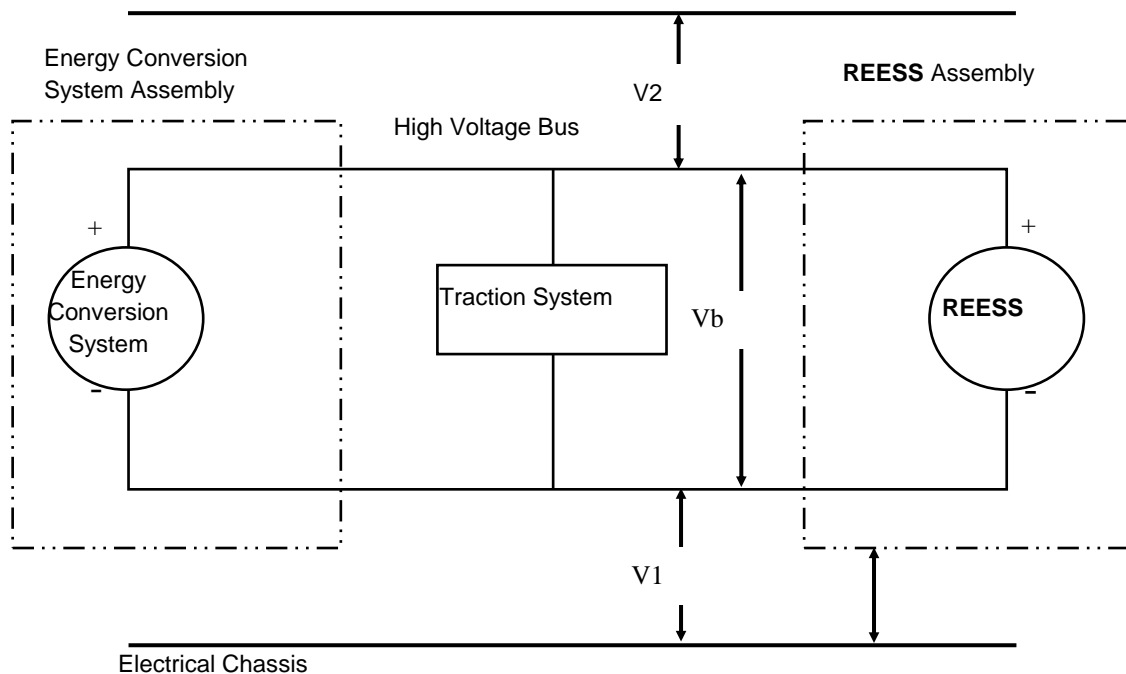 Energy Conversion
System Assembly
V2
REESS Assembly
High Voltage Bus
+
+
Energy
Conversion
System
Traction System
Vb
REESS
-
-
V1
Electrical Chassis